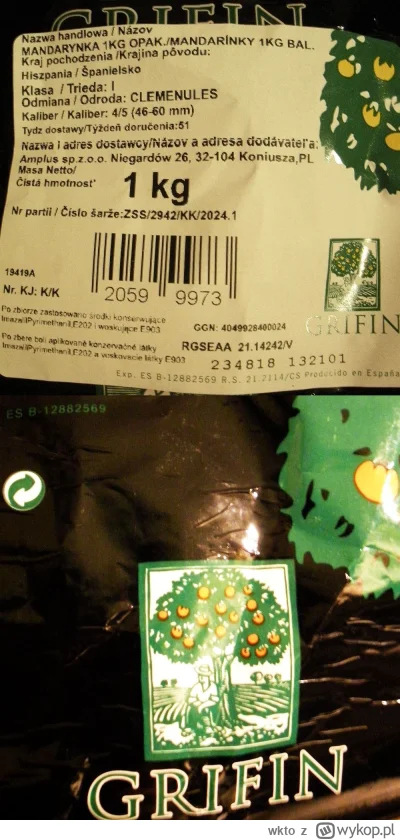 GRIFIN
Nazwa handlowa / Názov
MANDARYNKA 1KG OPAK./MANDARÍNKY 1KG BAL.
Kraj pochodzenia /Krajina pôvodu:
Hiszpania / Španielsko
Klasa / Trieda: I
Odmiana / Odroda: CLEMENULES
Kaliber / Kaliber: 4/5 (46-60 mm)
Tydz dostawy/Týždeń doručenia:51
Nazwa i adres dostawcy/Názov a adresa dodávateľa:
Amplus sp.z.o.o. Niegardów 26, 32-104 Koniusza,PL
Masa Netto/
Čistá hmotnosť 1 kg
Nr partii / Číslo šarže:ZSS/2942/KK/2024.1
19419A
2059 9973
Nr. KJ: K/K
GRIFIN
Po zbiorze zastosowano środki konserwujące
Imazalil,Pyrimethanil,E202 i woskujące E903
GGN: 4049928400024
Po zbere boli aplikované konzervačné látky
Imazalil,Pyrimethanil,E202 a voskovacie látky E903
RGSEAA 21.14242/V
234818 132101
Exp. ES B-12882569 R.S. 21.2114/CS Producido en España
ES B-12882569
GRIFIN
wkto z wykop.pl